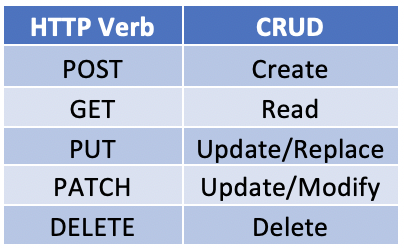 HTTP Verb CRUD
POST Create
GET Read
PUT Update/Replace
PATCH Update/Modify
DELETE Delete